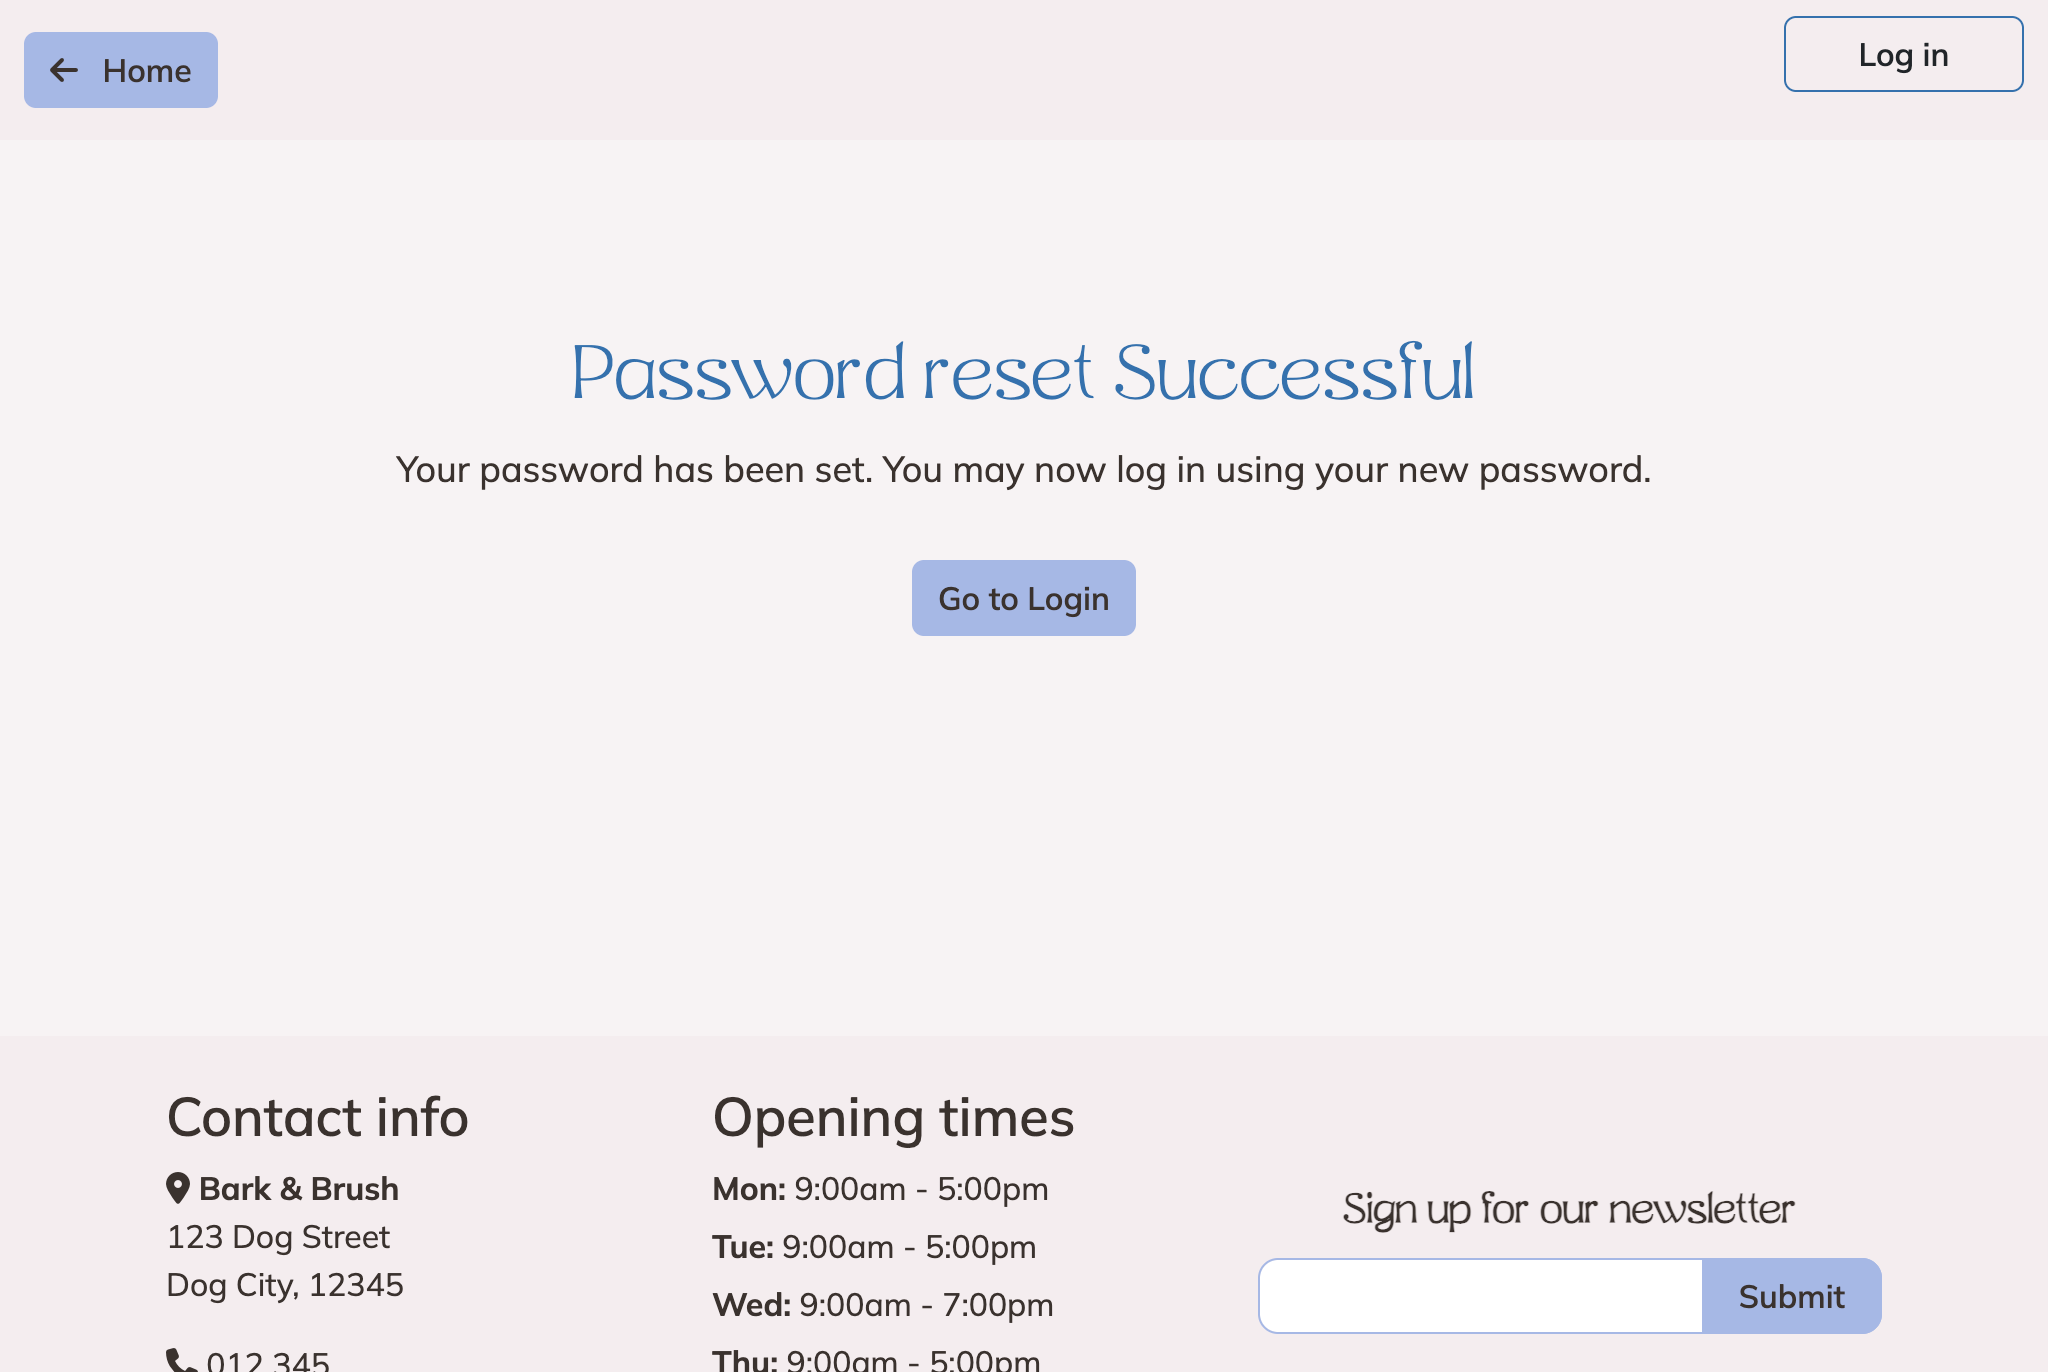 Home
Log in
Password reset Successful
Your password has been set. You may now log in using your new password.
Go to Login
Contact info
Bark & Brush
123 Dog Street
Dog City, 12345
012 345
Opening times
Mon: 9:00am - 5:00pm
Tue: 9:00am - 5:00pm
Wed: 9:00am - 7:00pm
Thu: 9:00am - 5:00pm
Sign up for our newsletter
Submit